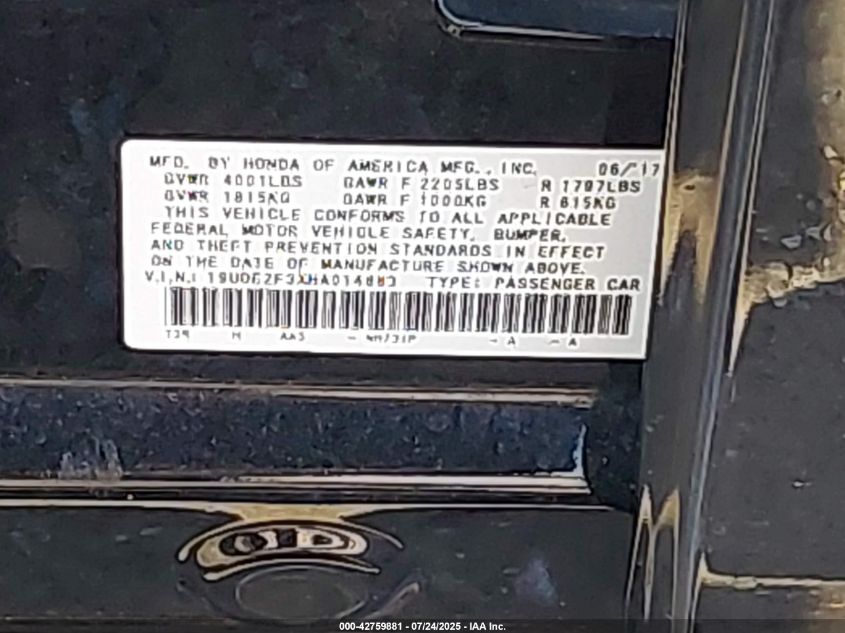 MFD. BY HONDA OF AMERICA MFG., INC. 06/17
GVWR 4001LBS GAWR F 2205LBS R 1797LBS
GVWR 1815KG GAWR F 1000KG R 815KG
THIS VEHICLE CONFORMS TO ALL APPLICABLE
FEDERAL MOTOR VEHICLE SAFETY, BUMPER,
AND THEFT PREVENTION STANDARDS IN EFFECT
ON THE DATE OF MANUFACTURE SHOWN ABOVE.
V.I.N.: TYPE: PASSENGER CAR
A A
000-42759881 - 07/24/2025 - IAA Inc.